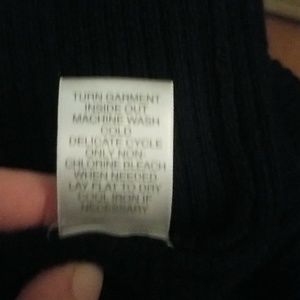 TURN GARMENT
INSIDE OUT
MACHINE WASH
COLD
DELICATE CYCLE
ONLY NON-
CHLORINE BLEACH
WHEN NEEDED
LAY FLAT TO DRY
COOL IRON IF
NECESSARY